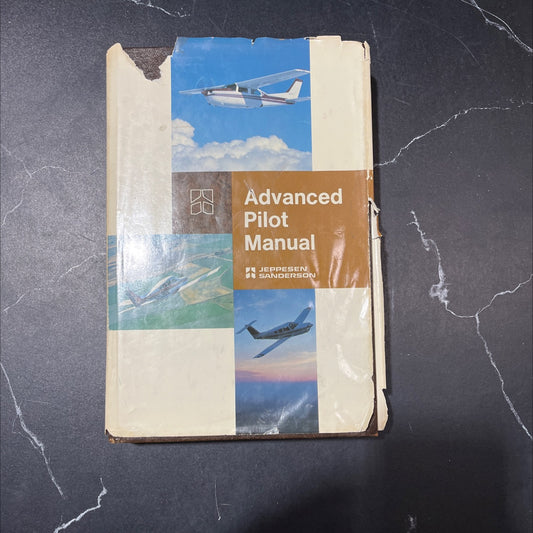 Advanced
Pilot
Manual
JEPPESEN
SANDERSON